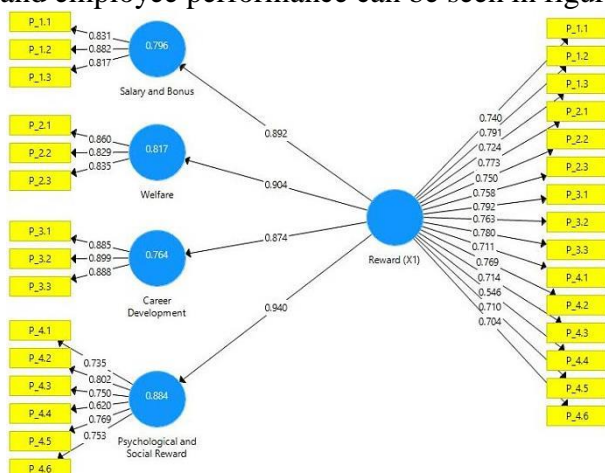 and employee performance can be seen in figur
P_1.1
P_1.2
P_1.3
0.831
0.882
0.817
0.796
Salary and Bonus
P_2.1
P_2.2
P_2.3
0.860
0.829
0.835
0.817
Welfare
P_3.1
P_3.2
P_3.3
0.885
0.899
0.888
0.764
Career
Development
P_4.1
P_4.2
P_4.3
P_4.4
P_4.5
P_4.6
0.735
0.802
0.750
0.620
0.769
0.753
0.884
Psychological and
Social Reward
0.892
0.904
0.874
0.940
Reward (X1)
0.740
0.791
0.724
0.773
0.750
0.758
0.792
0.763
0.780
0.711
0.769
0.714
0.546
0.710
0.704
P_1.1
P_1.2
P_1.3
P_2.1
P_2.2
P_2.3
P_3.1
P_3.2
P_3.3
P_4.1
P_4.2
P_4.3
P_4.4
P_4.5
P_4.6